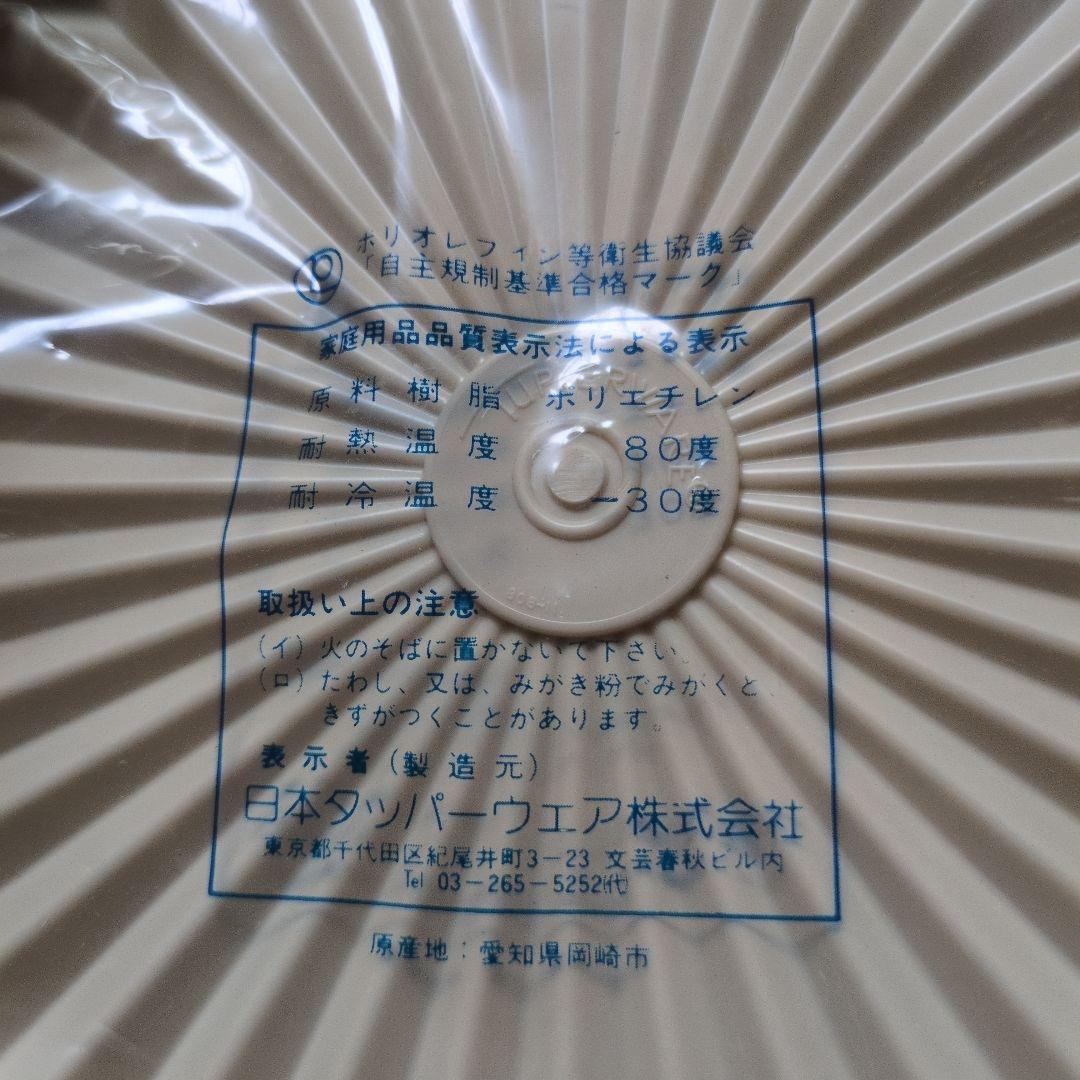 ポリオレフィン等衛生協議会
「自主規制基準合格マーク」
家庭用品品質表示法による表示
原料樹脂 ポリエチレン
耐熱温度 80度
耐冷温度 -30度
取扱い上の注意
(イ) 火のそばに置かないで下さい。
(ロ) たわし、又は、みがき粉でみがくと、
きずがつくことがあります。
表示者 (製造元)
日本タッパーウェア株式会社
東京都千代田区紀尾井町3-23 文芸春秋ビル内
Tel 03-265-5252(代)
原産地:愛知県岡崎市